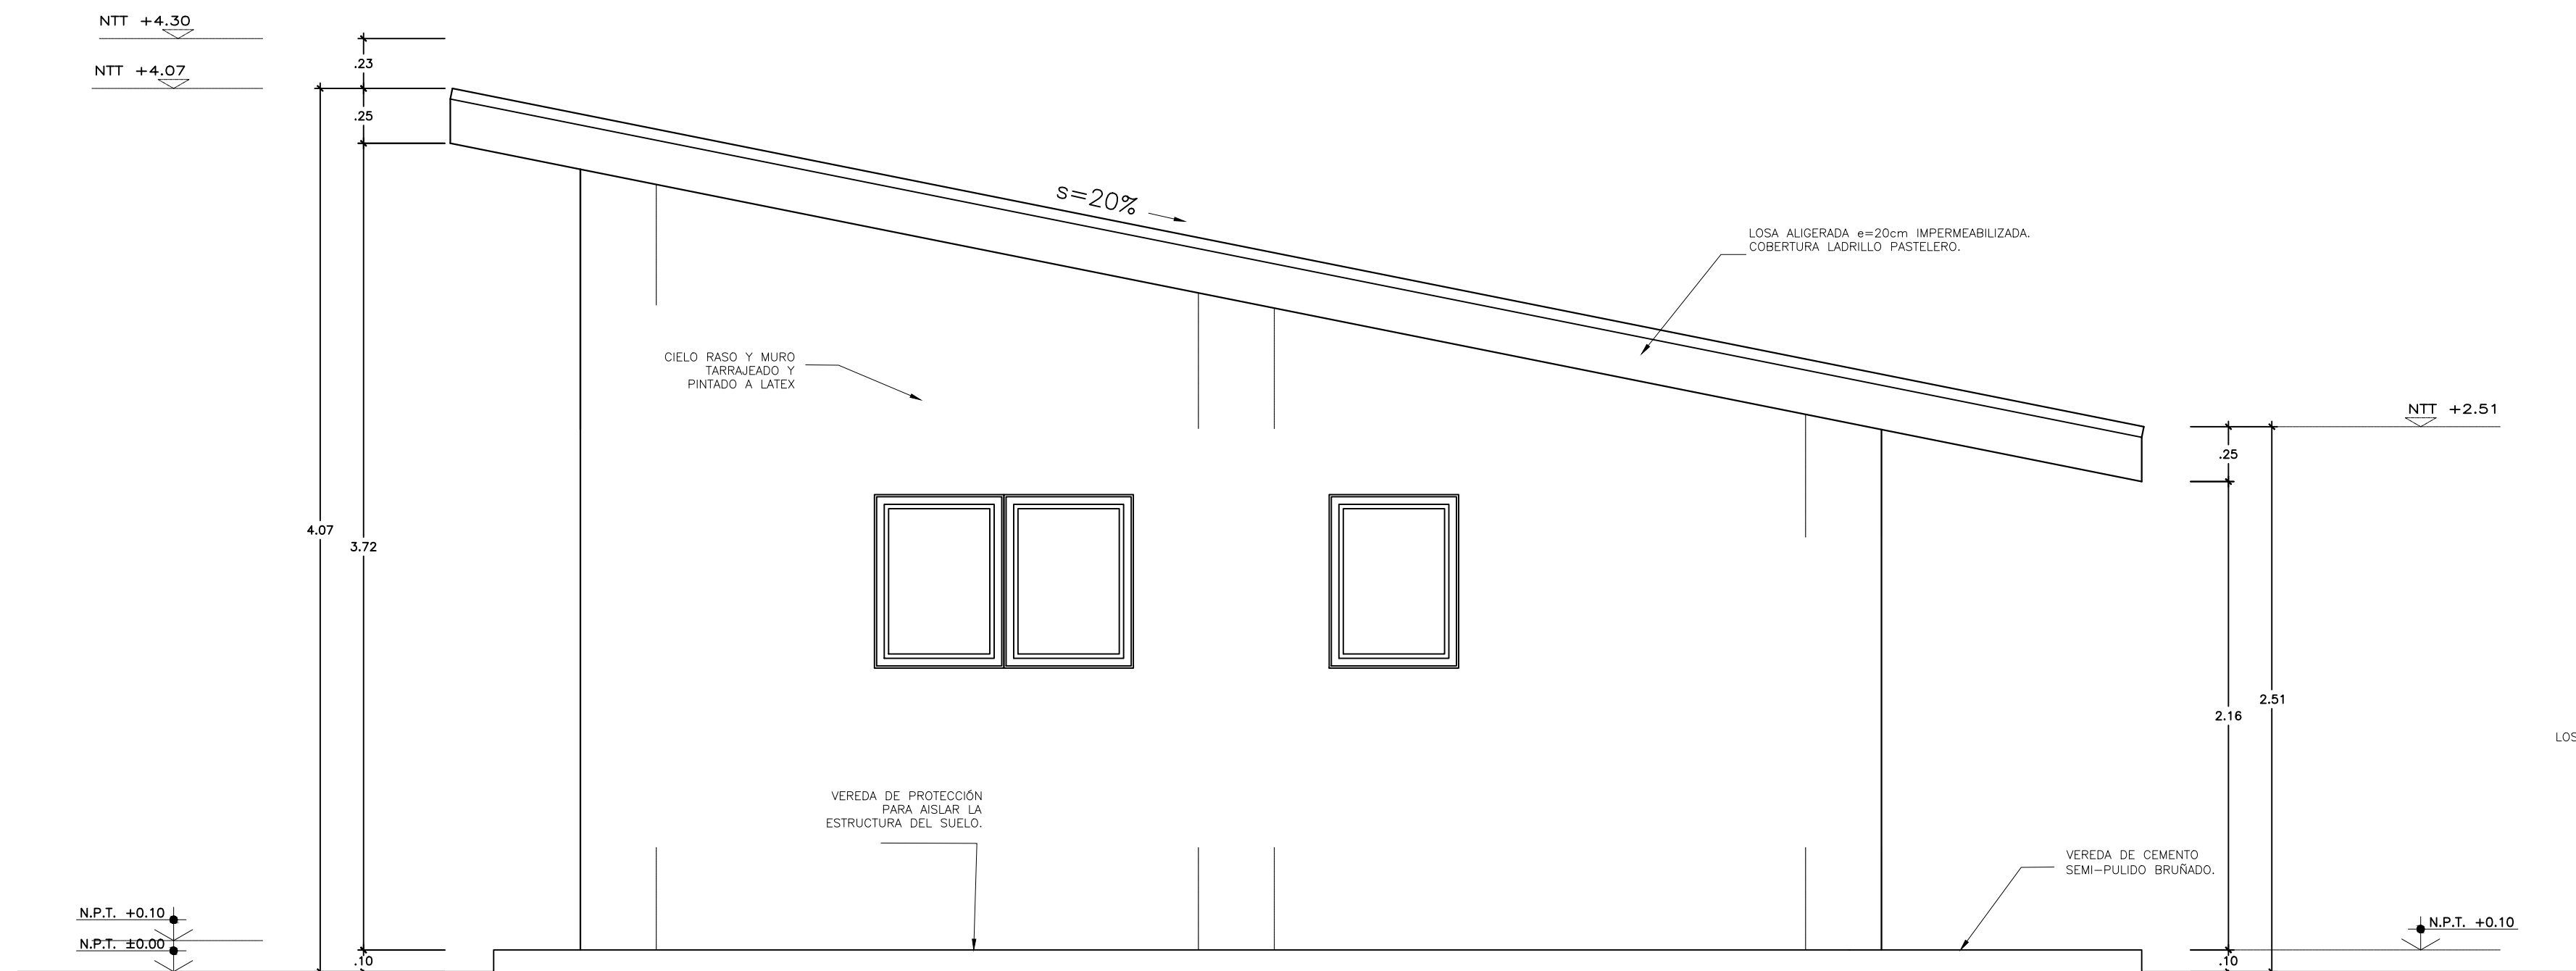 NTT +4.30
.23
NTT +4.07
.25
s=20%
LOSA ALIGERADA e=20cm IMPERMEABILIZADA.
COBERTURA LADRILLO PASTELERO.
CIELO RASO Y MURO
TARRAJEADO Y
PINTADO A LATEX
NTT +2.51
.25
4.07
3.72
2.51
2.16
LOS
VEREDA DE PROTECCIÓN
PARA AISLAR LA
ESTRUCTURA DEL SUELO.
VEREDA DE CEMENTO
SEMI-PULIDO BRUÑADO.
N.P.T. +0.10
N.P.T. +0.10
N.P.T. ±0.00
.10
.10